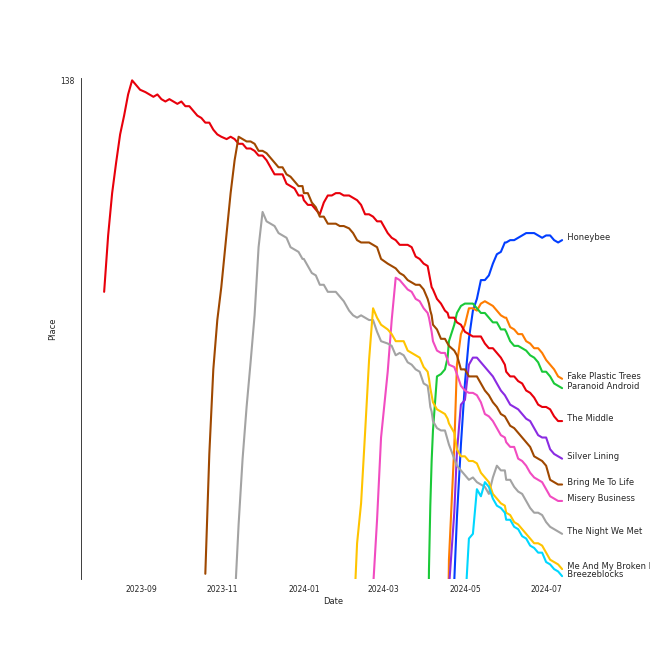 138
Place
Honeybee
Fake Plastic Trees
Paranoid Android
The Middle
Silver Lining
Bring Me To Life
Misery Business
The Night We Met
Me And My Broken
Breezeblocks
2023-09 2023-11 2024-01 2024-03 2024-05 2024-07
Date